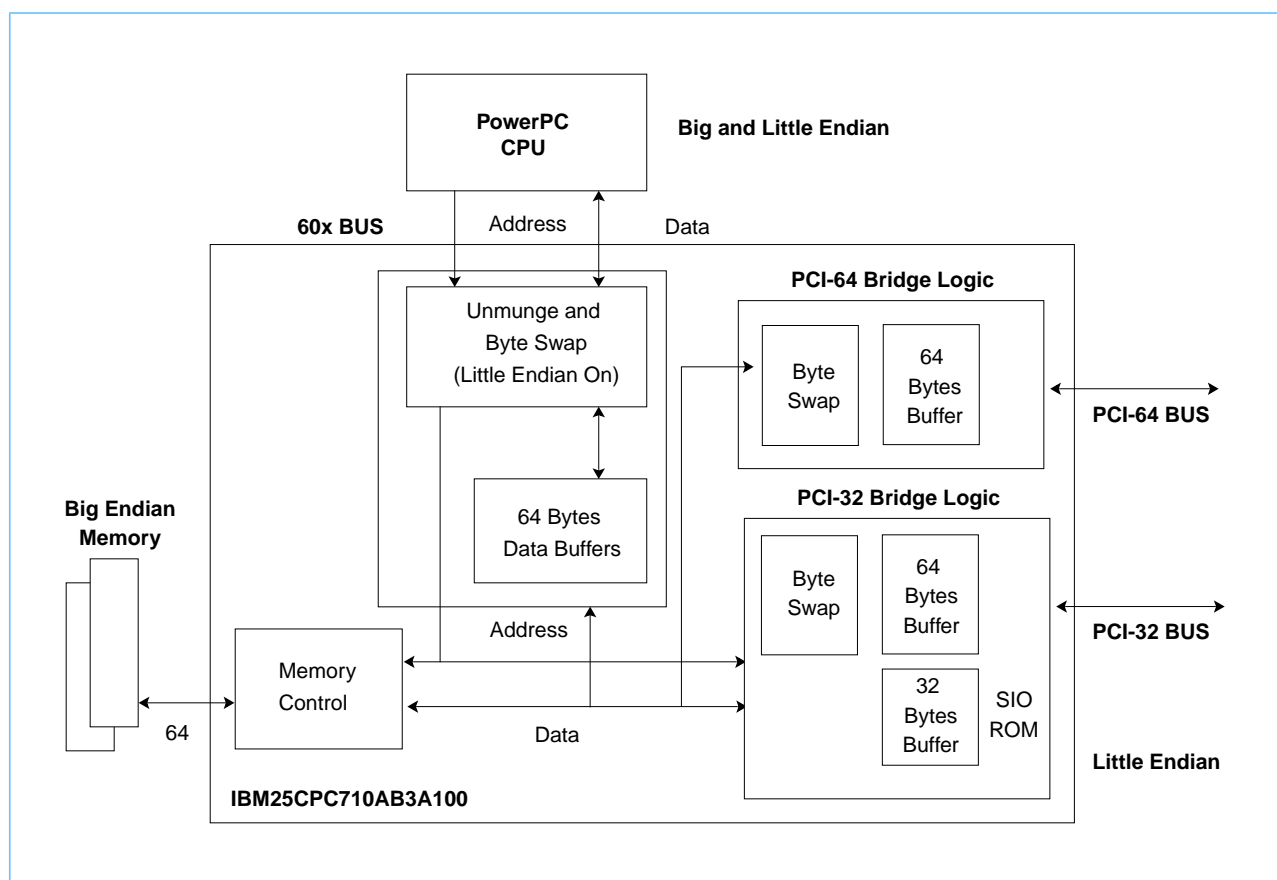 PowerPC
CPU
Big and Little Endian
60x BUS
Address
Data
Unmunge and
Byte Swap
(Little Endian On)
64 Bytes
Data Buffers
PCI-64 Bridge Logic
Byte
Swap
64
Bytes
Buffer
PCI-64 BUS
PCI-32 Bridge Logic
Byte
Swap
64
Bytes
Buffer
32
Bytes
Buffer
SIO
ROM
PCI-32 BUS
Little Endian
Big Endian
Memory
64
Memory
Control
Address
Data
IBM25CPC710AB3A100